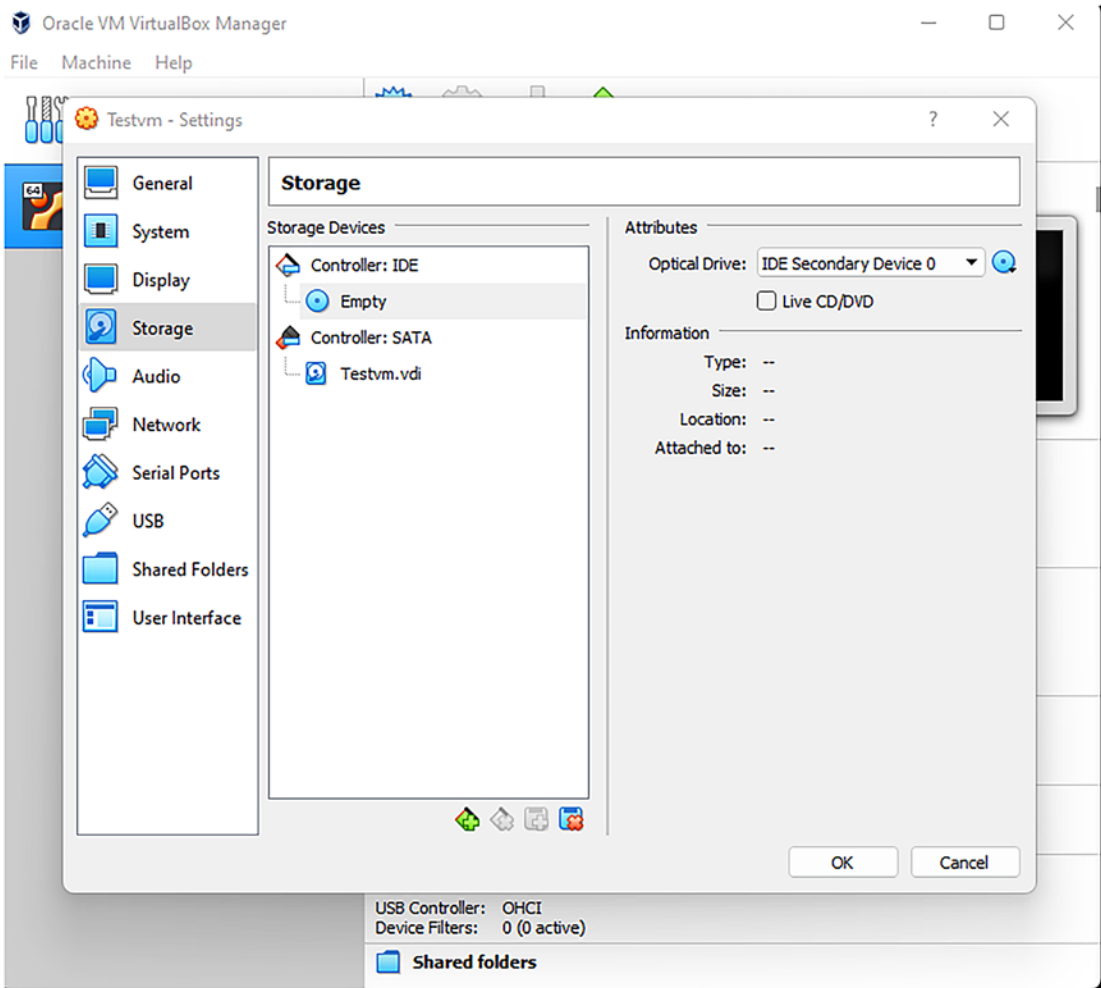 Oracle VM VirtualBox Manager
File Machine Help
Testvm - Settings
?
64
General
System
Display
Storage
Audio
Network
Serial Ports
USB
Shared Folders
User Interface
Storage
Storage Devices
Controller: IDE
Empty
Controller: SATA
Testvm.vdi
Attributes
Optical Drive: IDE Secondary Device 0
Live CD/DVD
Information
Type: --
Size: --
Location: --
Attached to: --
OK Cancel
USB Controller: OHCI
Device Filters: 0 (0 active)
Shared folders